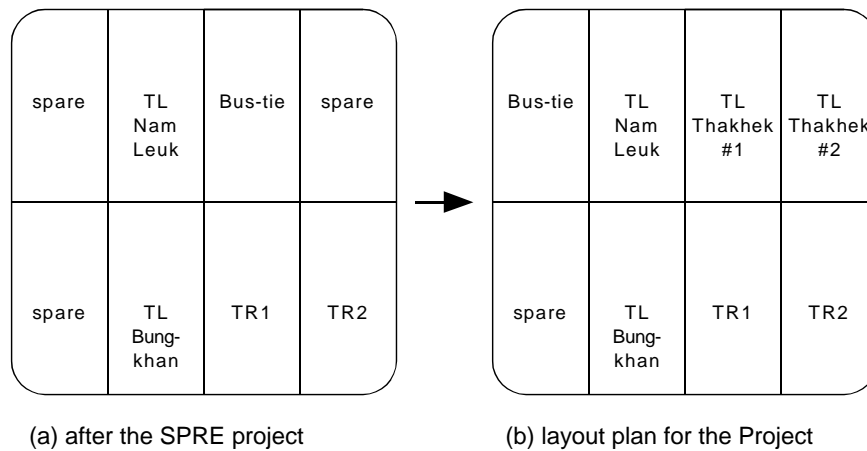 spare
TL
Nam
Leuk
Bus-tie
spare
spare
TL
Bung-
khan
TR1
TR2
(a) after the SPRE project
Bus-tie
TL
Nam
Leuk
TL
Thakhek
#1
TL
Thakhek
#2
spare
TL
Bung-
khan
TR1
TR2
(b) layout plan for the Project